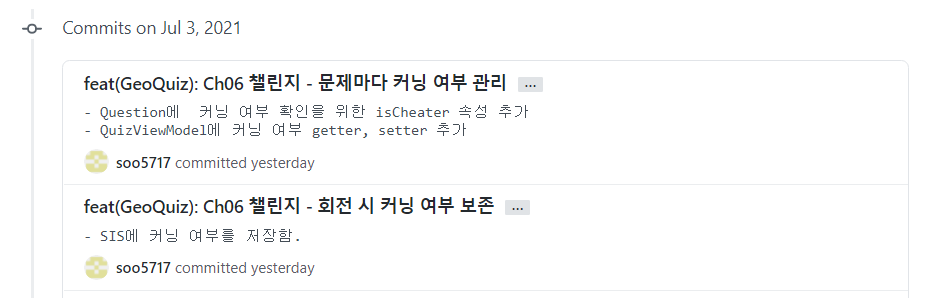 Commits on Jul 3, 2021
feat(GeoQuiz): Ch06 챌린지 - 문제마다 커닝 여부 관리 ...
- Question에  커닝 여부 확인을 위한 isCheater 속성 추가
- QuizViewModel에 커닝 여부 getter, setter 추가
soo5717 committed yesterday
feat(GeoQuiz): Ch06 챌린지 - 회전 시 커닝 여부 보존 ...
- SIS에 커닝 여부를 저장함.
soo5717 committed yesterday